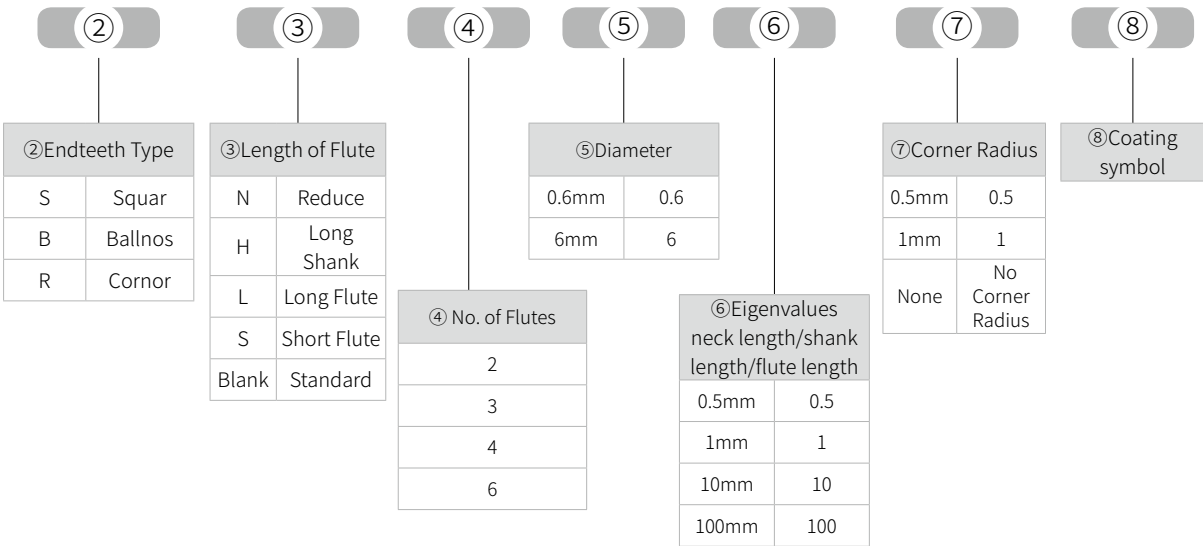 ② ③ ④ ⑤ ⑥ ⑦ ⑧
②Endteeth Type
S Squar
B Ballnos
R Cornor
③Length of Flute
N Reduce
H Long
Shank
L Long Flute
S Short Flute
Blank Standard
④ No. of Flutes
2
3
4
6
⑤Diameter
0.6mm 0.6
6mm 6
⑥Eigenvalues
neck length/shank
length/flute length
0.5mm 0.5
1mm 1
10mm 10
100mm 100
⑦Corner Radius
0.5mm 0.5
1mm 1
None No
Corner
Radius
⑧Coating
symbol